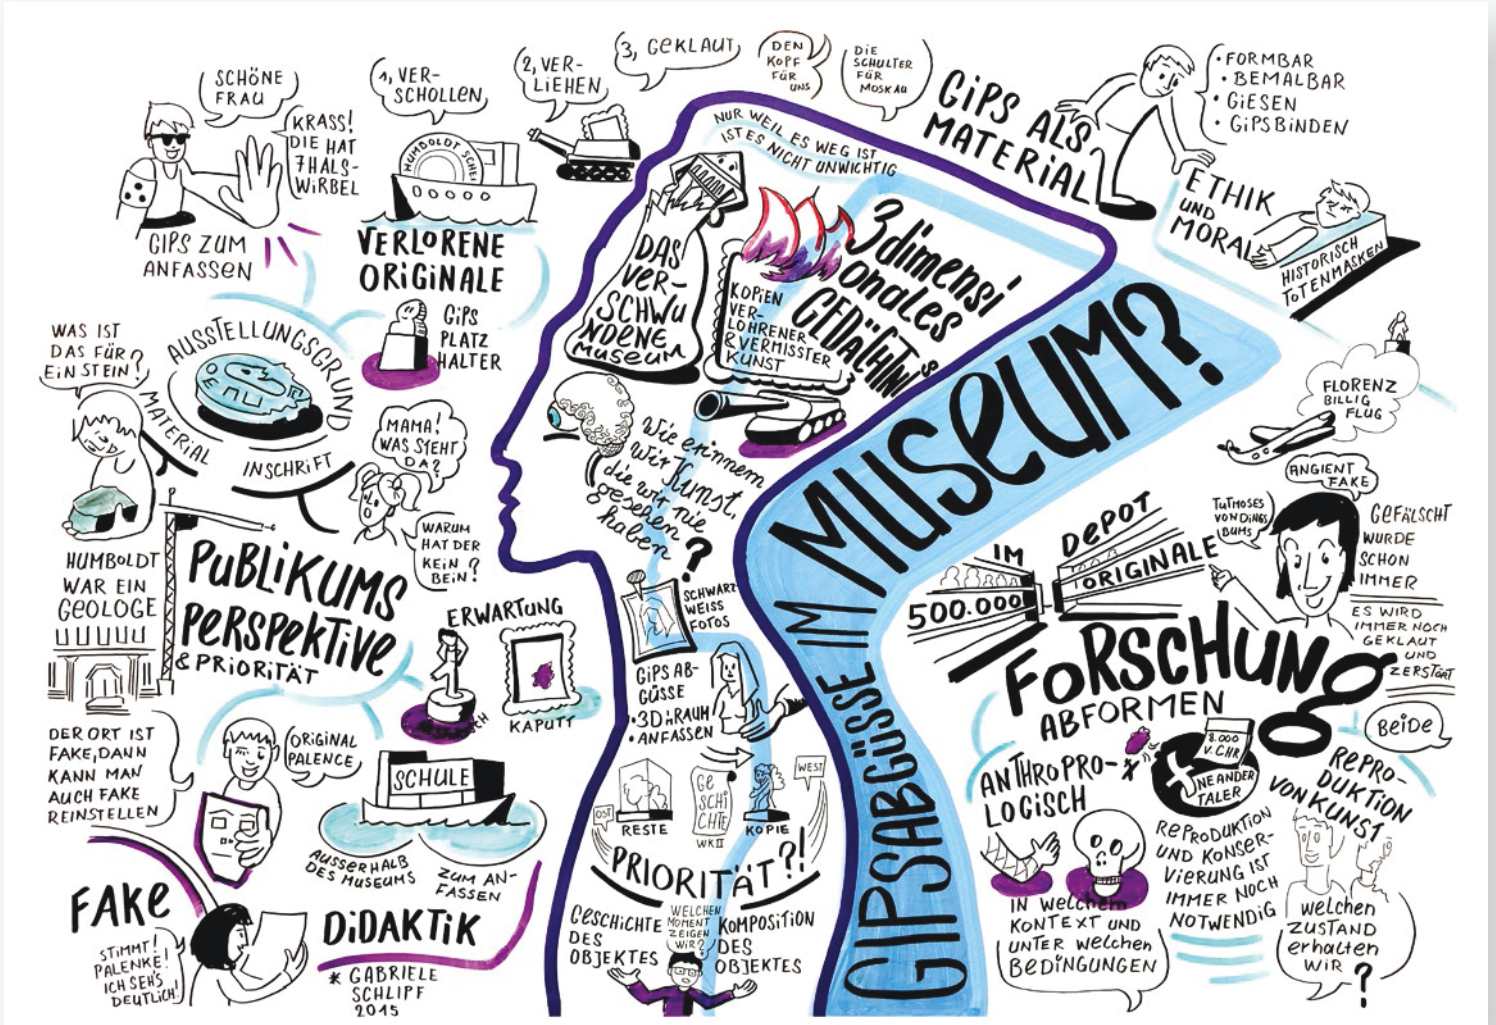 SCHÖNE
FRAU
KRASS!
DIE HAT
7HALS-
WiRBEL
GIPS ZUM
ANFASSEN
1, VER-
SCHOLLEN
2, VER-
LiEHEN
3, GEKLAUT
DEN
KOPF
FÜR
UNS
DIE
SCHULTER
FÜR
MOSKAU
HUMBOLDT
VERLORENE
ORIGINALE
GiPS
PLATZ
HALTER
NUR WEIL ES WEG IST
IST ES NICHT UNWICHTIG
DAS
VER-
SCHWU
NDENE
MUSEUM
3dimensi
onales
GEDÄCHTNi
s
KOPiEN
VER-
LOHRENER
& VERMISSTER
KUNST
GiPS ALS
MATERiAL
• FORMBAR
• BEMALBAR
• GiESEN
• GiPSBiNDEN
ETHIK
UND
MORAL
HISTORISCH
TOTENMASKEN
FLORENZ
BILLIG
FLUG
WAS IST
DAS FÜR
EiN STEiN?
AUSSTELLUNGSGRUND
MATERIAL
INSCHRiFT
MAMA!
WAS STEHT
DA?
WARUM
HAT DER
KEiN
BEiN?
HUMBOLDT
WAR EIN
GEOLOGE
PUBLiKUMS
PERSPEKTiVE
& PRiORiTÄT
ERWARTUNG
KAPUTT
Wie erinnern
wir Kunst,
die wir nie
gesehen
haben
?
SCHWARZ
WEISS
FOTOS
GiPS AB-
GÜSSE
• 3D iM RAUM
• ANFASSEN
GESCHICHTE
WK II
OST
WEST
RESTE
KOPIE
PRIORITÄT?!
GESCHICHTE
DES
OBJEKTES
WELCHEN
MOMENT
ZEIGEN
WiR?
KOMPOSITION
DES
OBJEKTES
GIPSABGÜSSE IM MUSEUM?
ANGIENT
FAKE
TUTMOSES
VON DINGS
BUMS
GEFÄLSCHT
WURDE
SCHON
IMMER
ES WIRD
IMMER NOCH
GEKLAUT
UND
ZERSTÖRT
IM
DEPOT
500.000
ORIGINALE
FORSCHUNG
ABFORMEN
BEiDE
ANTHROPRO-
LOGISCH
8.000
V. CHR
NEANDER
TALER
REPRO-
DUKTiON
VON KUNST
REPRODUKTION
UND KONSER-
ViERUNG iST
IMMER NOCH
NOTWENDiG
IN welchem
KONTEXT UND
UNTER welchen
BEDiNGUNGEN
welchen
ZUSTAND
erhalten
WiR
?
DER ORT IST
FAKE, DANN
KANN MAN
AUCH FAKE
REINSTELLEN
ORiGiNAL
PALENCE
SCHULE
AUSSERHALB
DES MUSEUMS
ZUM AN-
FASSEN
FAKE
STiMMT!
PALENKE!
ICH SEH'S
DEUTLiCH!
DiDAKTiK
* GABRiELE
SCHLiPF
2015